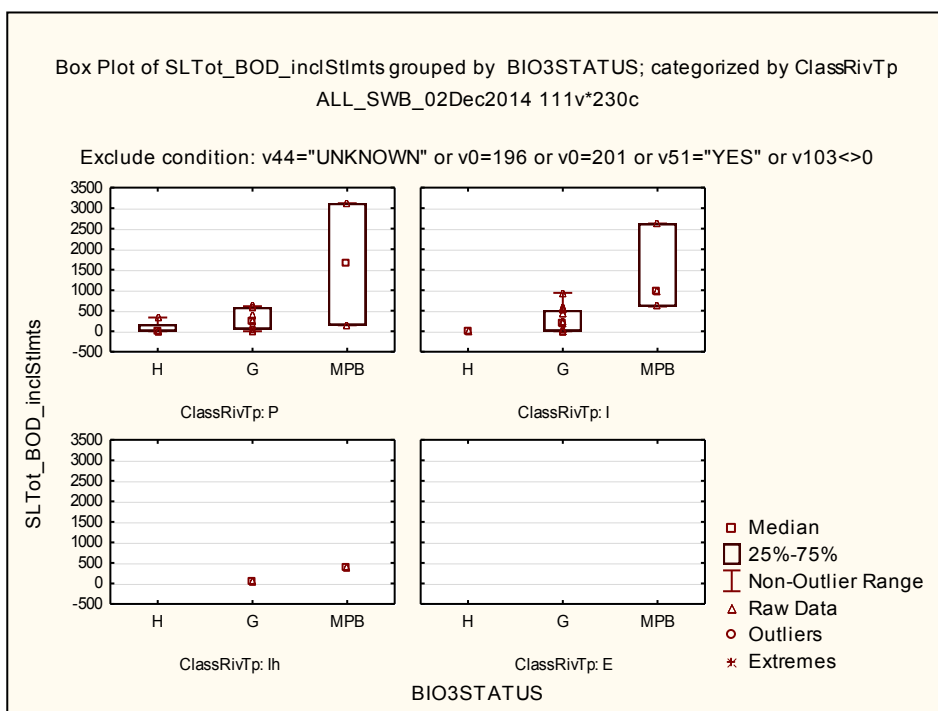 Box Plot of SLTot_BOD_inclStlmts grouped by BIO3STATUS; categorized by ClassRivTp
ALL_SWB_02Dec2014 111v*230c
Exclude condition: v44="UNKNOWN" or v0=196 or v0=201 or v51="YES" or v103<>0
SLTot_BOD_inclStlmts
3500
3000
2500
2000
1500
1000
500
0
-500
H G MPB
ClassRivTp: P
H G MPB
ClassRivTp: I
3500
3000
2500
2000
1500
1000
500
0
-500
H G MPB
ClassRivTp: Ih
H G MPB
ClassRivTp: E
BIO3STATUS
Median
25%-75%
Non-Outlier Range
Raw Data
Outliers
Extremes